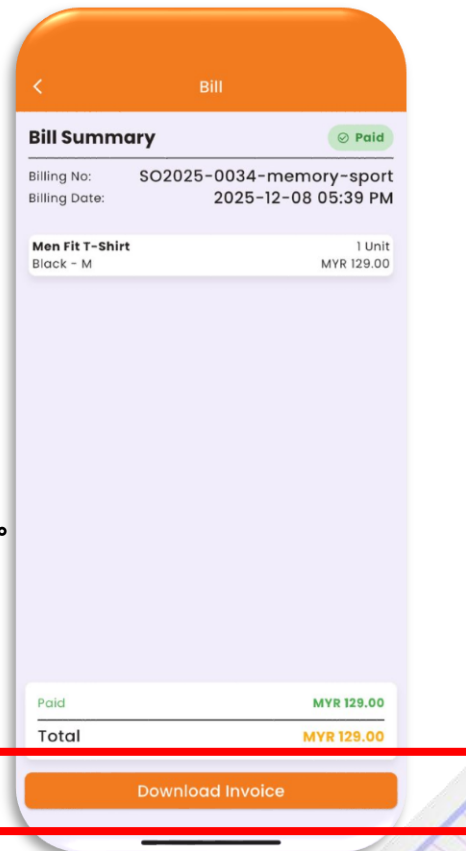 Bill
Bill Summary
Paid
Billing No: SO2025-0034-memory-sport
Billing Date: 2025-12-08 05:39 PM
Men Fit T-Shirt 1 Unit
Black - M MYR 129.00
。
Paid MYR 129.00
Total MYR 129.00
Download Invoice